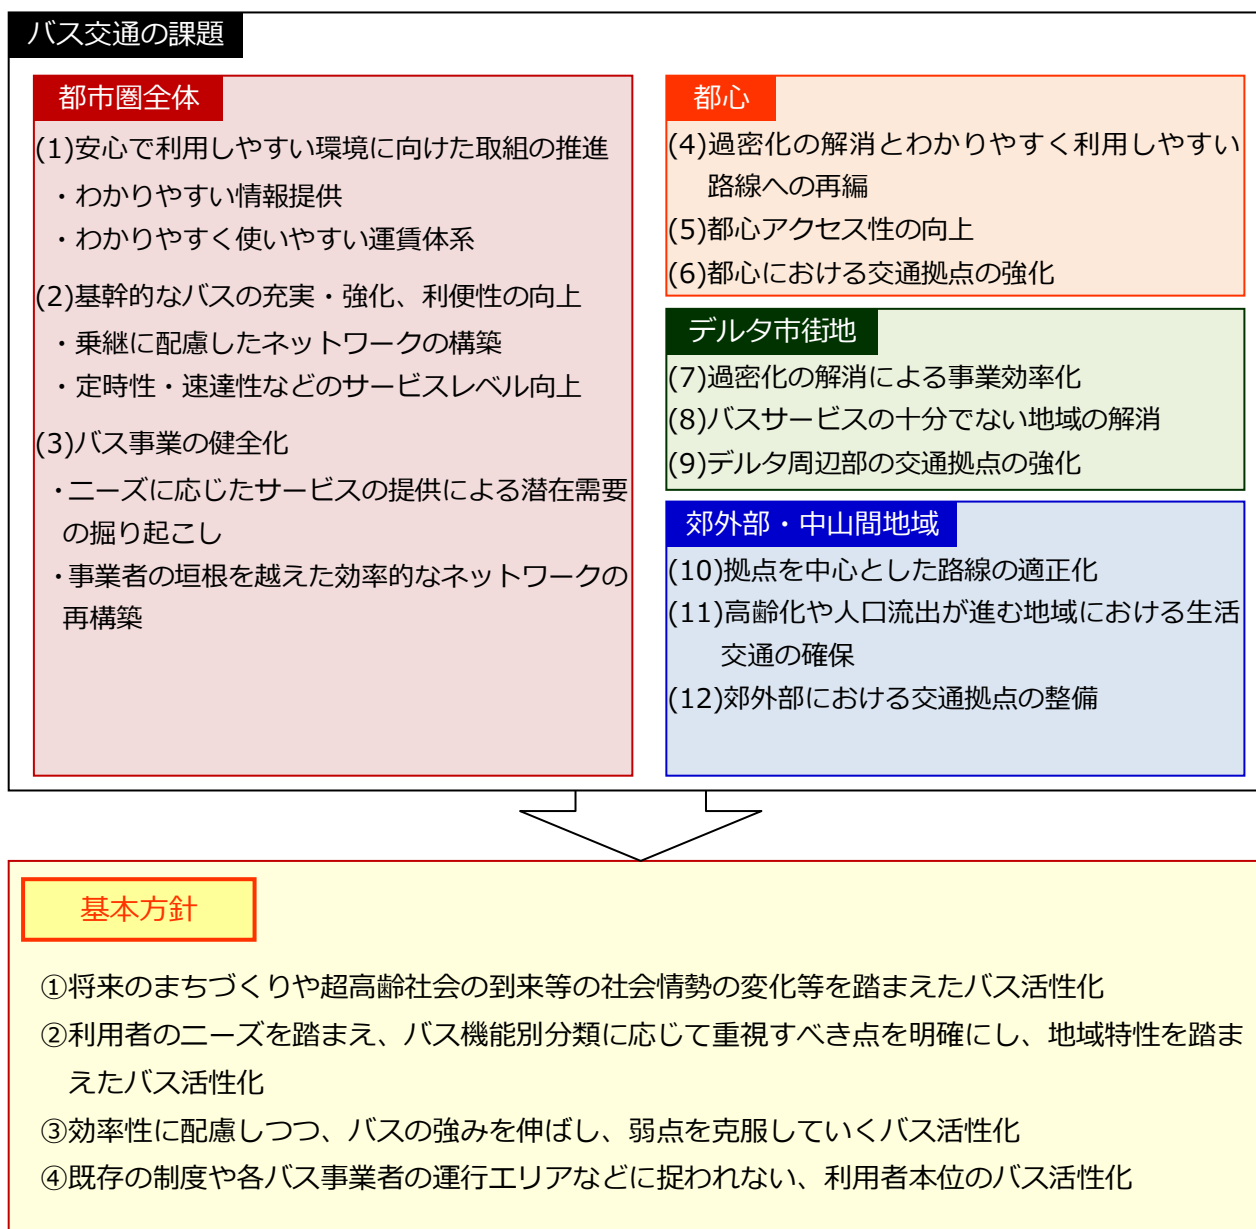 バス交通の課題
都市圏全体
(1)安心で利用しやすい環境に向けた取組の推進
・わかりやすい情報提供
・わかりやすく使いやすい運賃体系
(2)基幹的なバスの充実・強化、利便性の向上
・乗継に配慮したネットワークの構築
・定時性・速達性などのサービスレベル向上
(3)バス事業の健全化
・ニーズに応じたサービスの提供による潜在需要
の掘り起こし
・事業者の垣根を越えた効率的なネットワークの
再構築
都心
(4)過密化の解消とわかりやすく利用しやすい
路線への再編
(5)都心アクセス性の向上
(6)都心における交通拠点の強化
デルタ市街地
(7)過密化の解消による事業効率化
(8)バスサービスの十分でない地域の解消
(9)デルタ周辺部の交通拠点の強化
郊外部・中山間地域
(10)拠点を中心とした路線の適正化
(11)高齢化や人口流出が進む地域における生活
交通の確保
(12)郊外部における交通拠点の整備
基本方針
①将来のまちづくりや超高齢社会の到来等の社会情勢の変化等を踏まえたバス活性化
②利用者のニーズを踏まえ、バス機能別分類に応じて重視すべき点を明確にし、地域特性を踏ま
えたバス活性化
③効率性に配慮しつつ、バスの強みを伸ばし、弱点を克服していくバス活性化
④既存の制度や各バス事業者の運行エリアなどに捉われない、利用者本位のバス活性化